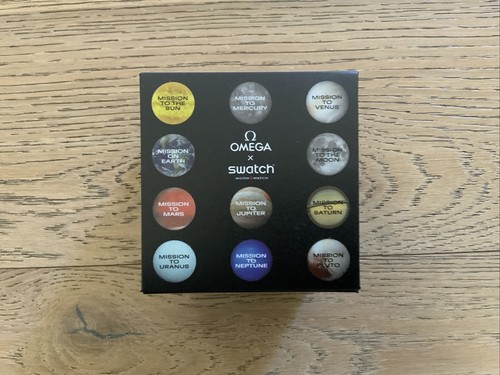 MISSION
TO THE
SUN
MISSION
TO
MERCURY
MISSION
TO
VENUS
MISSION
ON
EARTH
Ω
OMEGA
×
swatch
MISSION
TO THE
MOON
MISSION
TO
MARS
MISSION
TO
JUPITER
MISSION
TO
SATURN
MISSION
TO
URANUS
MISSION
TO
NEPTUNE
MISSION
TO
PLUTO